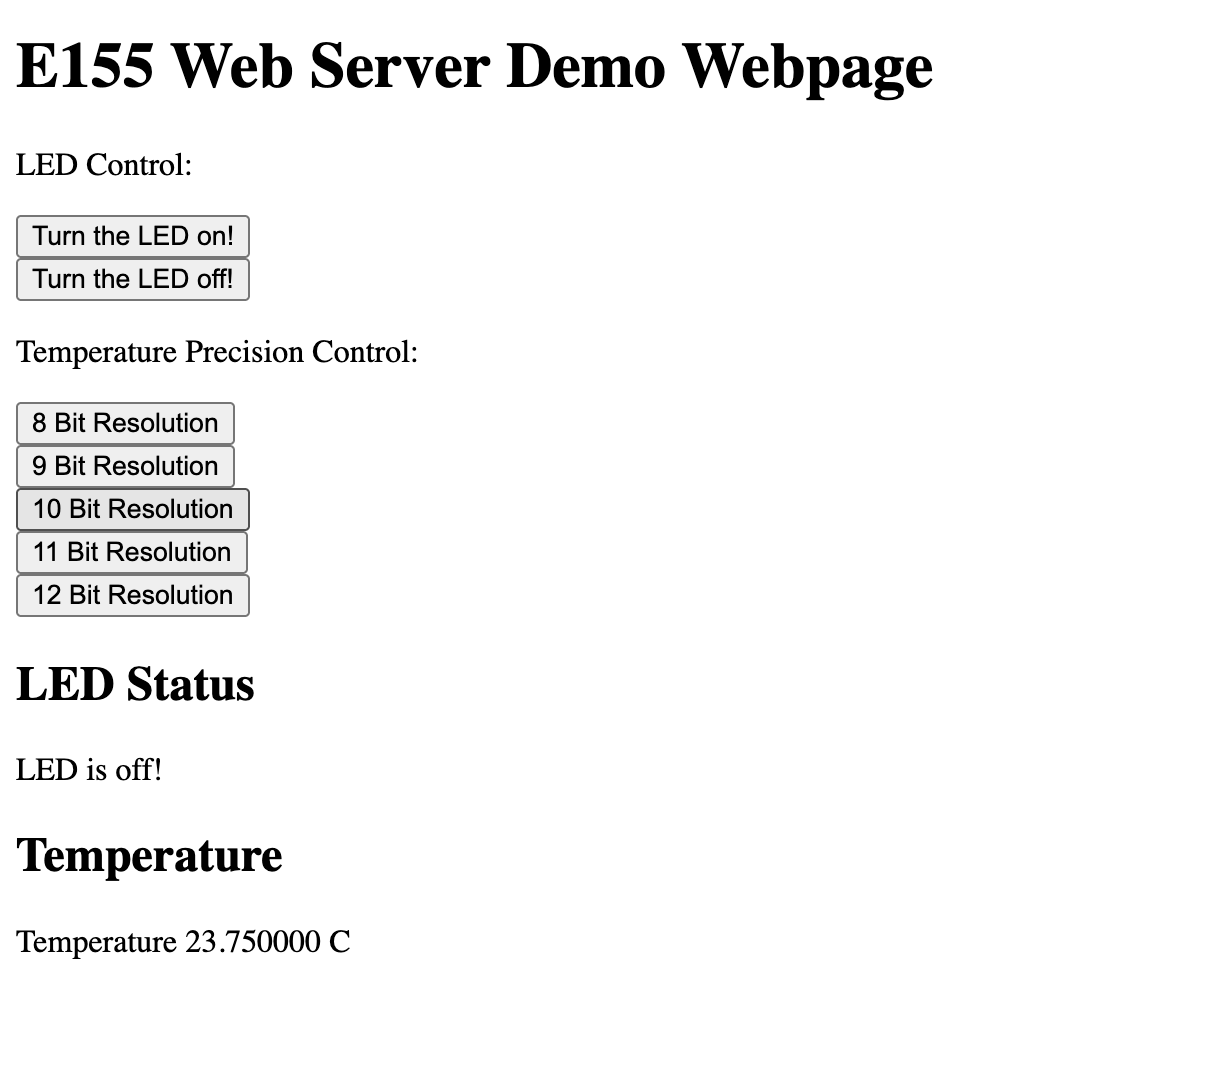 E155 Web Server Demo Webpage
LED Control:
Turn the LED on!
Turn the LED off!
Temperature Precision Control:
8 Bit Resolution
9 Bit Resolution
10 Bit Resolution
11 Bit Resolution
12 Bit Resolution
LED Status
LED is off!
Temperature
Temperature 23.750000 C